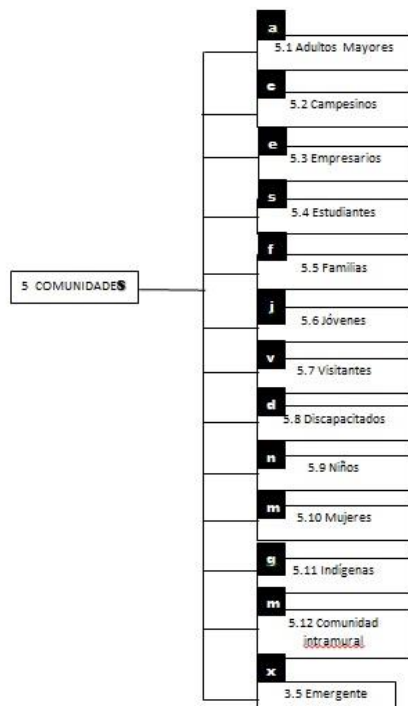 a
5.1 Adultos Mayores
c
5.2 Campesinos
e
5.3 Empresarios
s
5.4 Estudiantes
f
5.5 Familias
5 COMUNIDADES
j
5.6 Jóvenes
v
5.7 Visitantes
d
5.8 Discapacitados
n
5.9 Niños
m
5.10 Mujeres
g
5.11 Indígenas
m
5.12 Comunidad
intramural
x
3.5 Emergente